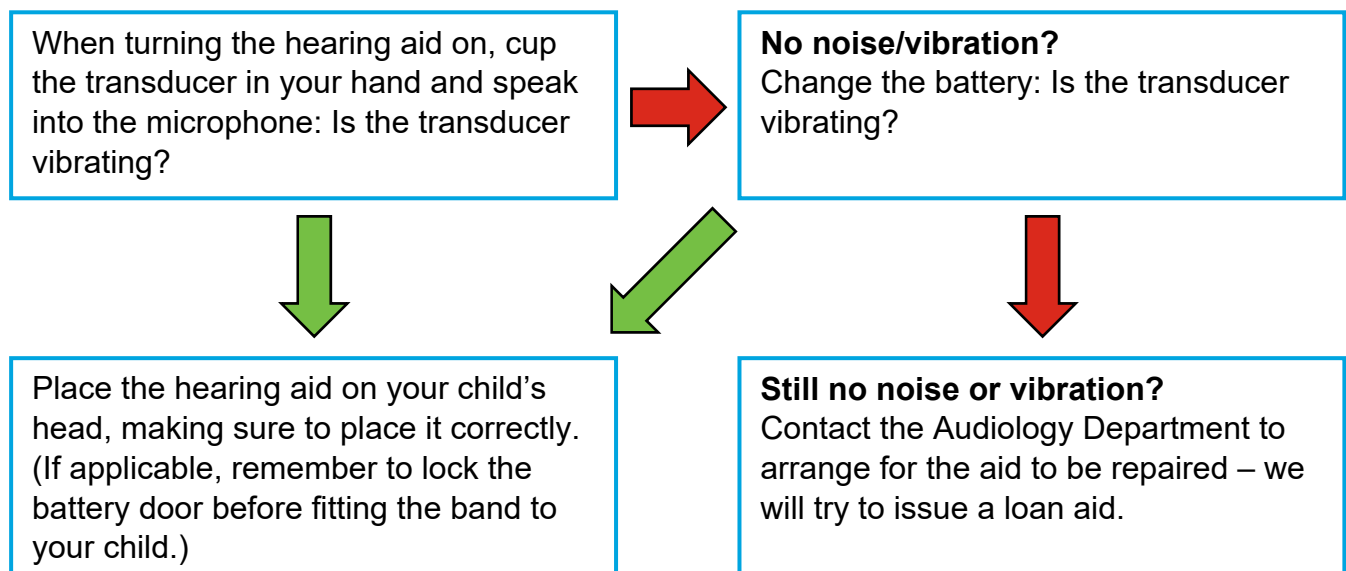 When turning the hearing aid on, cup
the transducer in your hand and speak
into the microphone: Is the transducer
vibrating?
No noise/vibration?
Change the battery: Is the transducer
vibrating?
Place the hearing aid on your child’s
head, making sure to place it correctly.
(If applicable, remember to lock the
battery door before fitting the band to
your child.)
Still no noise or vibration?
Contact the Audiology Department to
arrange for the aid to be repaired – we
will try to issue a loan aid.